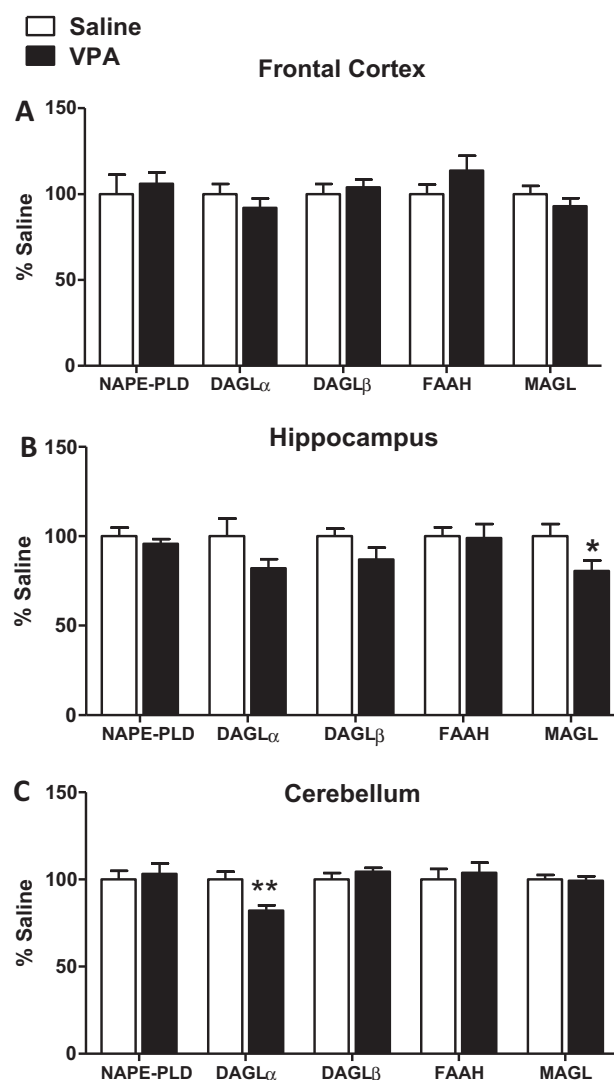 Saline
VPA
Frontal Cortex
A
150
100
50
0
% Saline
NAPE-PLD DAGLα DAGLβ FAAH MAGL
Hippocampus
B
150
100
50
0
% Saline
*
NAPE-PLD DAGLα DAGLβ FAAH MAGL
Cerebellum
C
150
100
50
0
% Saline
**
NAPE-PLD DAGLα DAGLβ FAAH MAGL